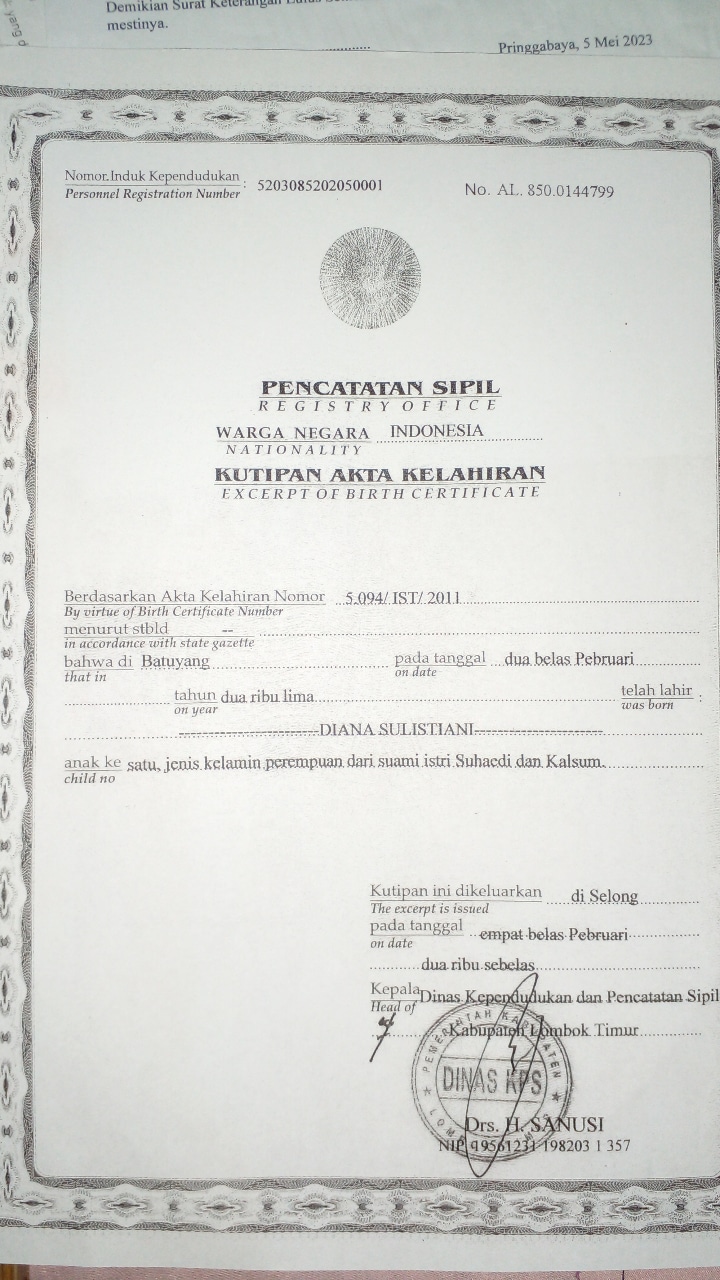 Demikian Surat Keterangan Lulus
mestinya.
Pringgabaya, 5 Mei 2023
Nomor Induk Kependudukan : 5203085202050001 No. AL. 850.0144799
Personnel Registration Number
PENCATATAN SIPIL
REGISTRY OFFICE
WARGA NEGARA INDONESIA
NATIONALITY
KUTIPAN AKTA KELAHIRAN
EXCERPT OF BIRTH CERTIFICATE
Berdasarkan Akta Kelahiran Nomor 5.094/ IST/ 2011
By virtue of Birth Certificate Number
menurut stbld --
in accordance with state gazette
bahwa di Batuyang pada tanggal dua belas Pebruari
that in on date
tahun dua ribu lima telah lahir :
on year was born
DIANA SULISTIANI
anak ke satu, jenis kelamin perempuan dari suami istri Suhaedi dan Kalsum.
child no
Kutipan ini dikeluarkan di Selong
The excerpt is issued
pada tanggal empat belas Pebruari
on date
dua ribu sebelas
Kepala Dinas Kependudukan dan Pencatatan Sipil
Head of
Kabupaten Lombok Timur
PEMERINTAH KABUPATEN
DINAS KPS
Drs. H. SANUSI
NIP. 19561231 198203 1 357